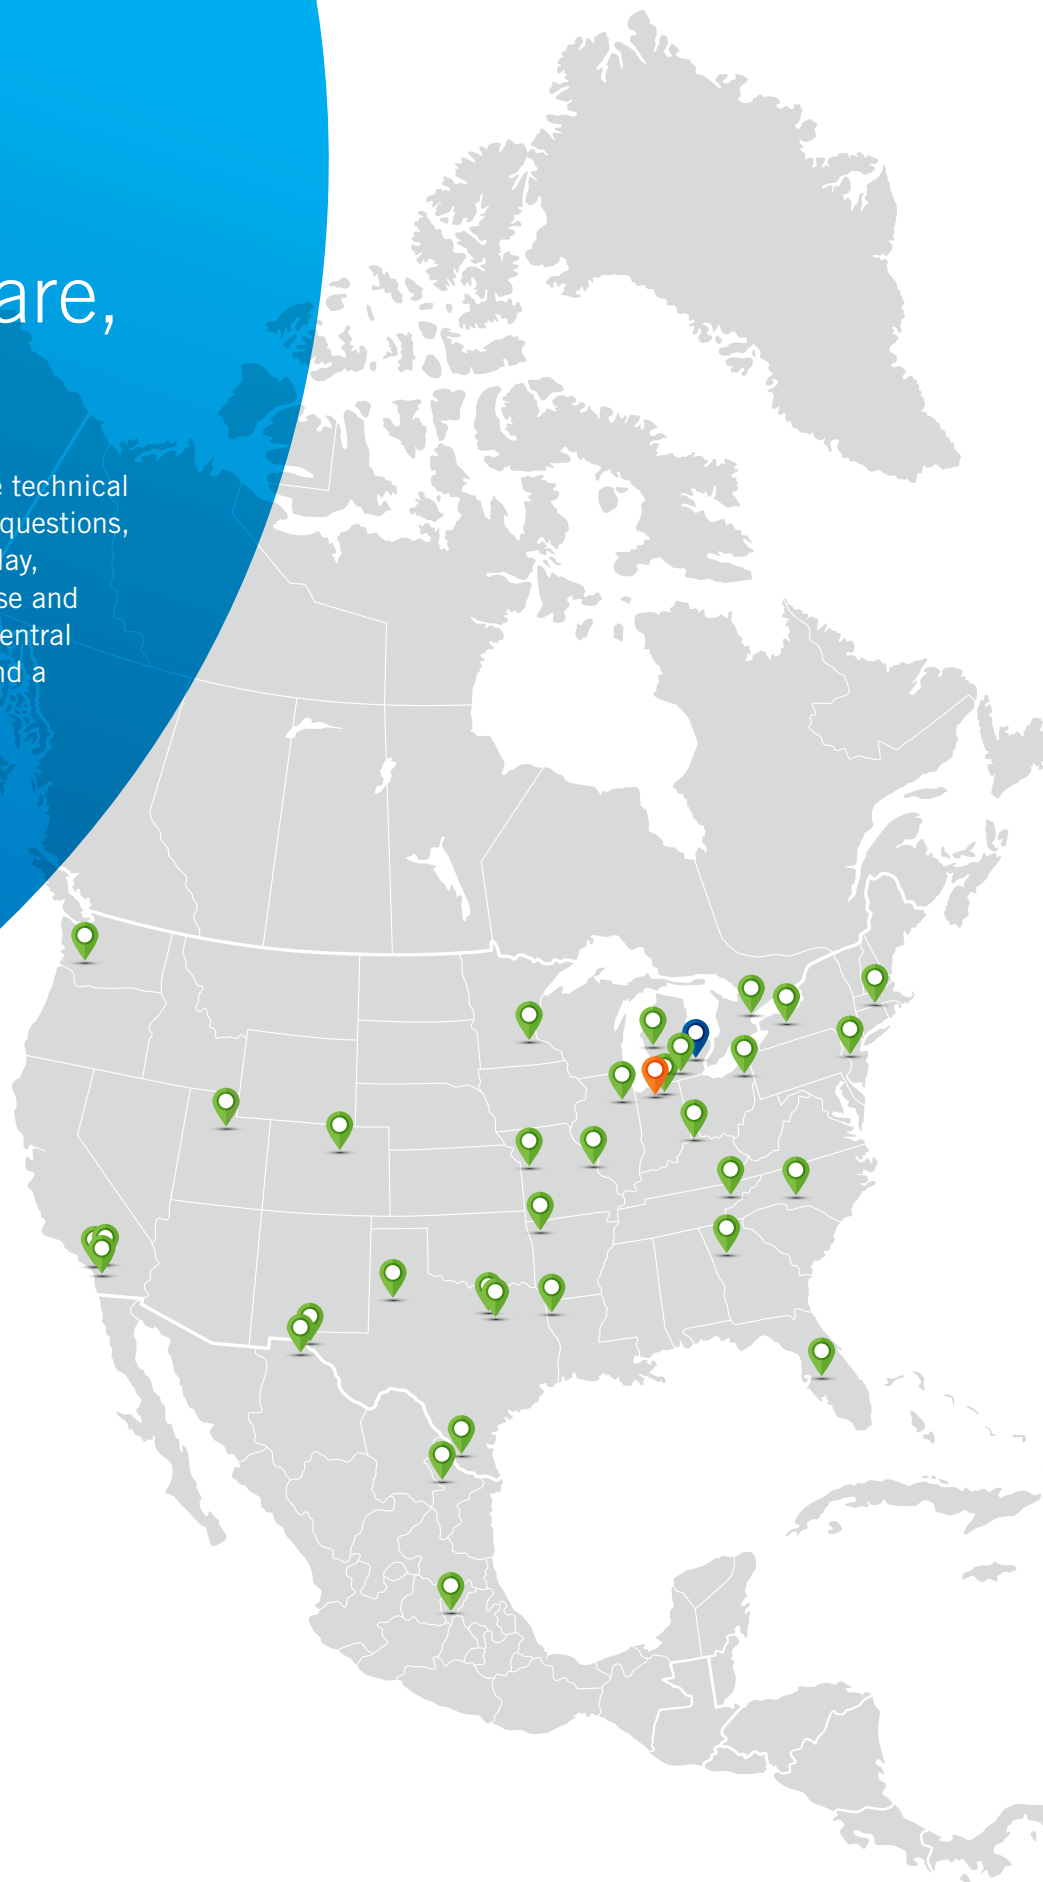 are,
technical
questions,
lay,
se and
entral
nd a